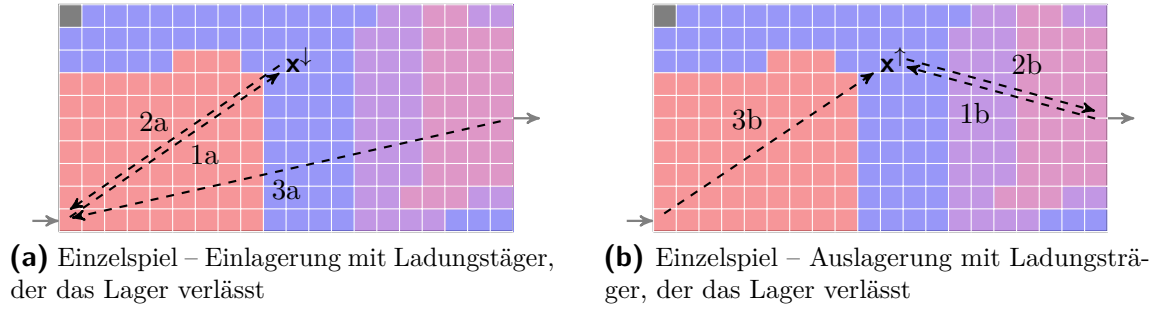 x↓
2a
1a
3a
x↑
2b
1b
3b
(a) Einzelspiel – Einlagerung mit Ladungstäger,
der das Lager verlässt
(b) Einzelspiel – Auslagerung mit Ladungsträ-
ger, der das Lager verlässt